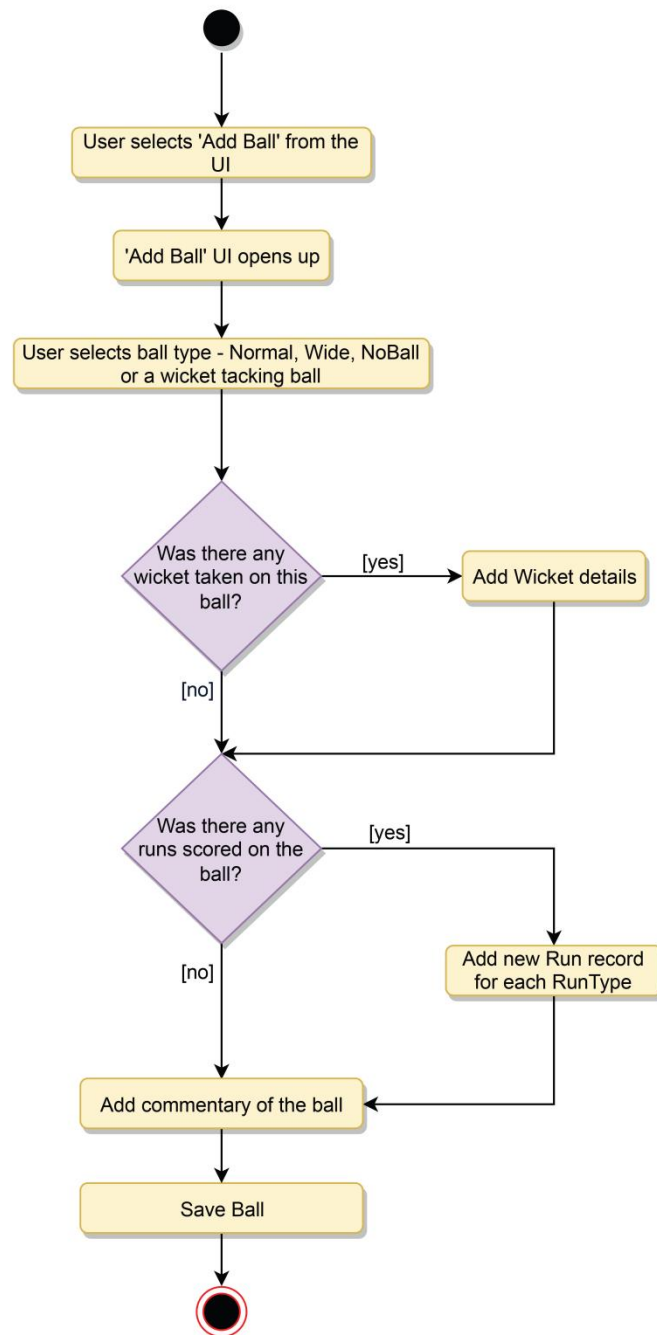 User selects 'Add Ball' from the
UI
'Add Ball' UI opens up
User selects ball type - Normal, Wide, NoBall
or a wicket tacking ball
Was there any
wicket taken on this
ball?
[yes]
Add Wicket details
[no]
Was there any
runs scored on the
ball?
[yes]
Add new Run record
for each RunType
[no]
Add commentary of the ball
Save Ball